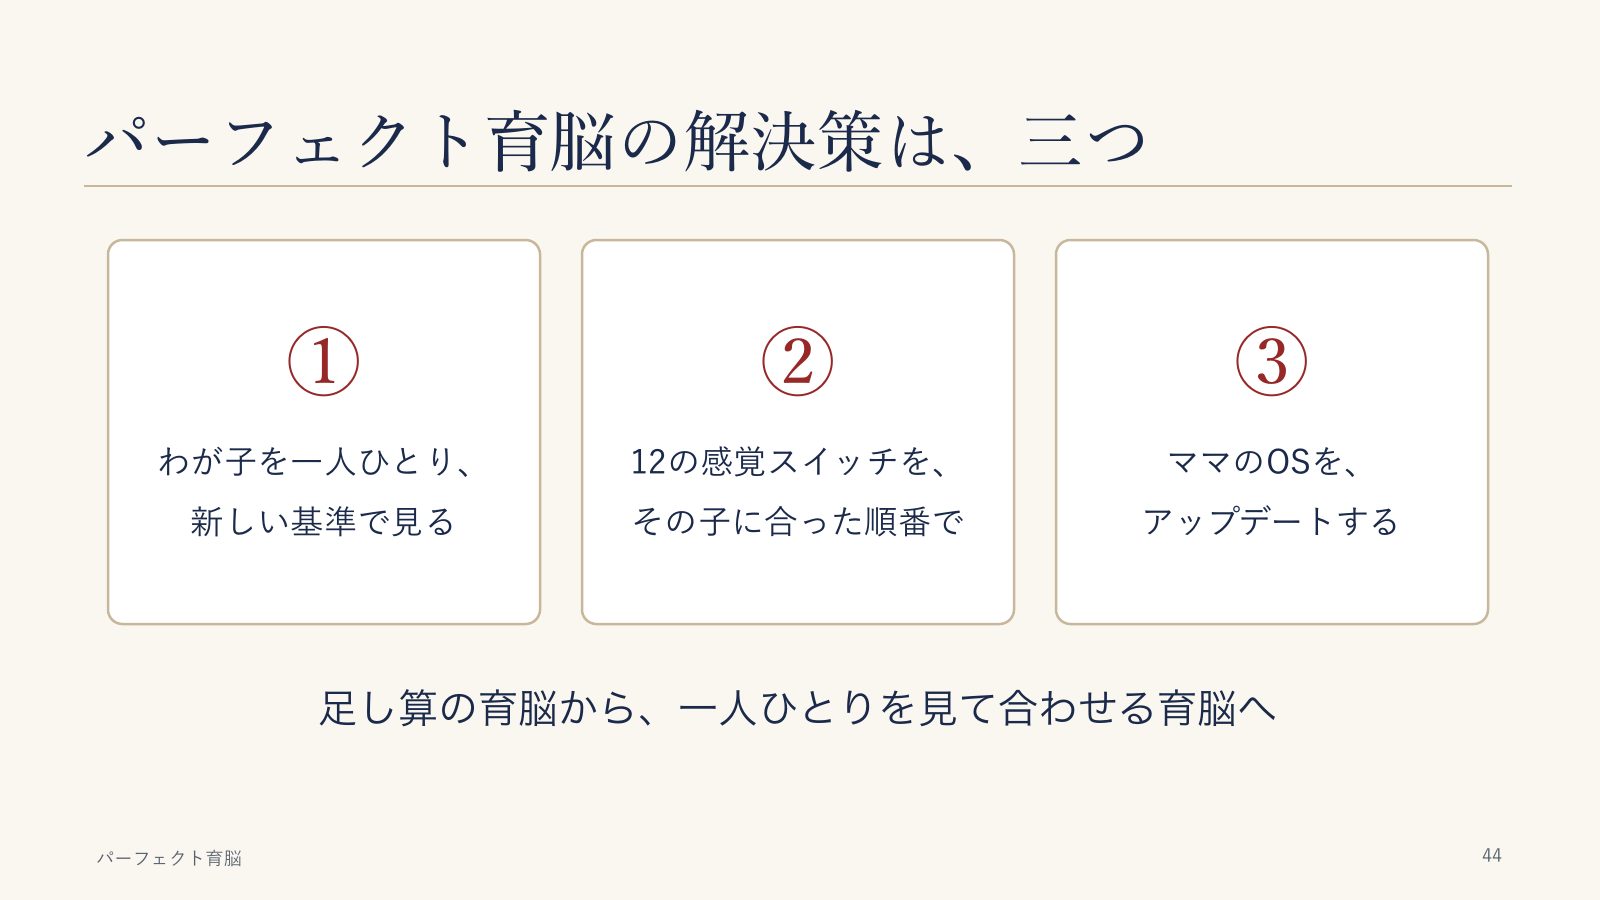 パーフェクト育脳の解決策は、三つ
①
わが子を一人ひとり、
新しい基準で見る
②
12の感覚スイッチを、
その子に合った順番で
③
ママのOSを、
アップデートする
足し算の育脳から、一人ひとりを見て合わせる育脳へ
パーフェクト育脳
44